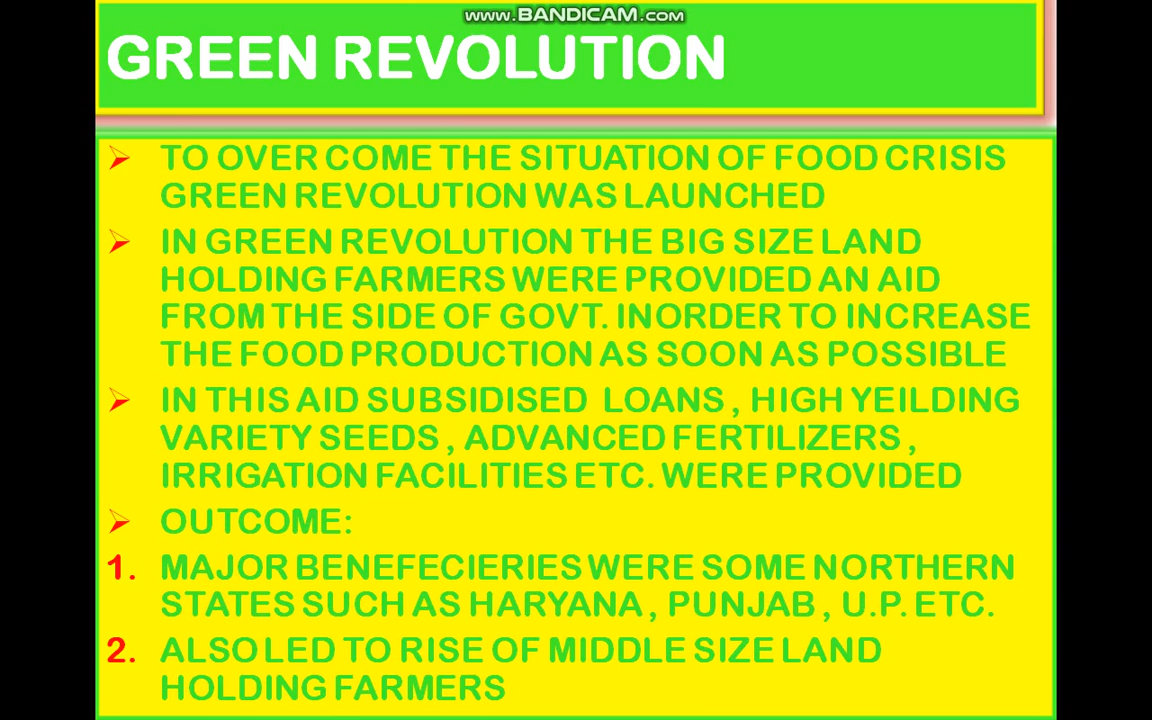 www.BANDICAM.com
GREEN REVOLUTION
➢ TO OVER COME THE SITUATION OF FOOD CRISIS
GREEN REVOLUTION WAS LAUNCHED
➢ IN GREEN REVOLUTION THE BIG SIZE LAND
HOLDING FARMERS WERE PROVIDED AN AID
FROM THE SIDE OF GOVT. INORDER TO INCREASE
THE FOOD PRODUCTION AS SOON AS POSSIBLE
➢ IN THIS AID SUBSIDISED LOANS , HIGH YEILDING
VARIETY SEEDS , ADVANCED FERTILIZERS ,
IRRIGATION FACILITIES ETC. WERE PROVIDED
➢ OUTCOME:
1. MAJOR BENEFECIERIES WERE SOME NORTHERN
STATES SUCH AS HARYANA , PUNJAB , U.P. ETC.
2. ALSO LED TO RISE OF MIDDLE SIZE LAND
HOLDING FARMERS